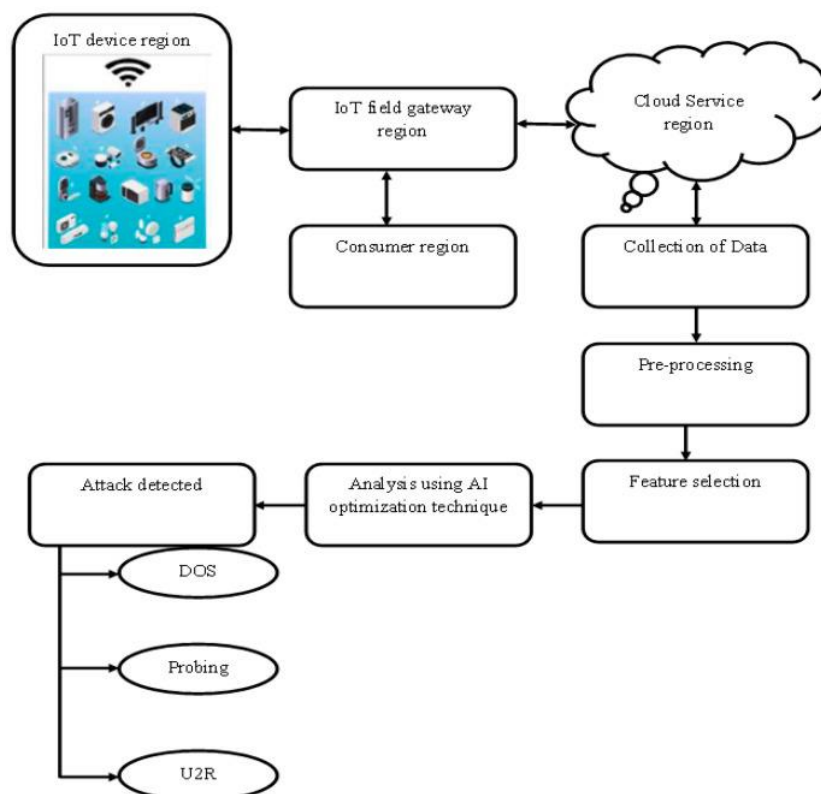 IoT device region
IoT field gateway
region
Cloud Service
region
Consumer region
Collection of Data
Pre-processing
Attack detected
Analysis using AI
optimization technique
Feature selection
DOS
Probing
U2R